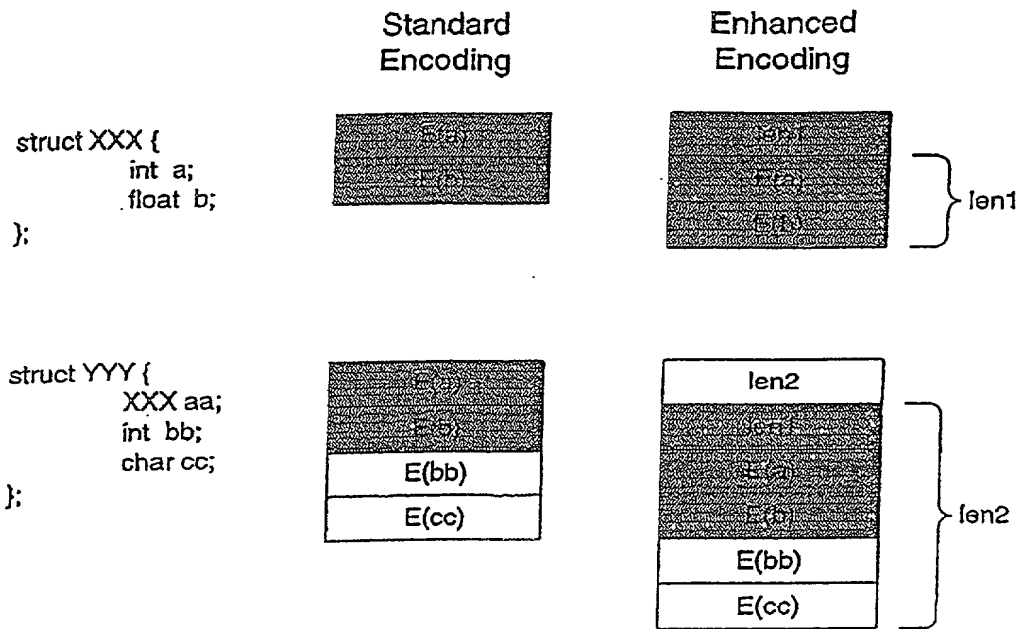 Standard
Encoding
Enhanced
Encoding
struct XXX {
int a;
float b;
};
E(a)
E(b)
E(a)
len1
struct YYY {
XXX aa;
int bb;
char cc;
};
E(a)
E(b)
E(bb)
E(cc)
len2
E(a)
E(b)
E(bb)
E(cc)
len2